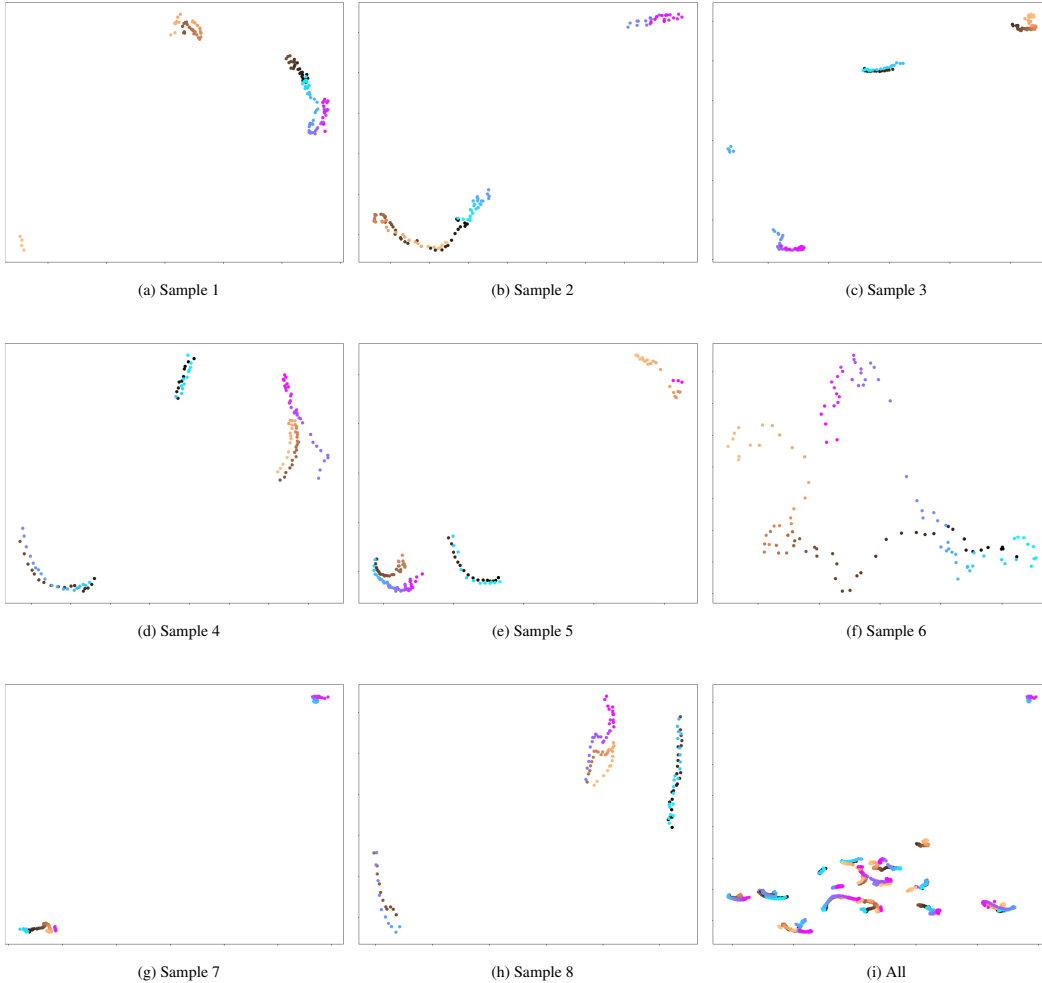 (a) Sample 1
(b) Sample 2
(c) Sample 3
(d) Sample 4
(e) Sample 5
(f) Sample 6
(g) Sample 7
(h) Sample 8
(i) All